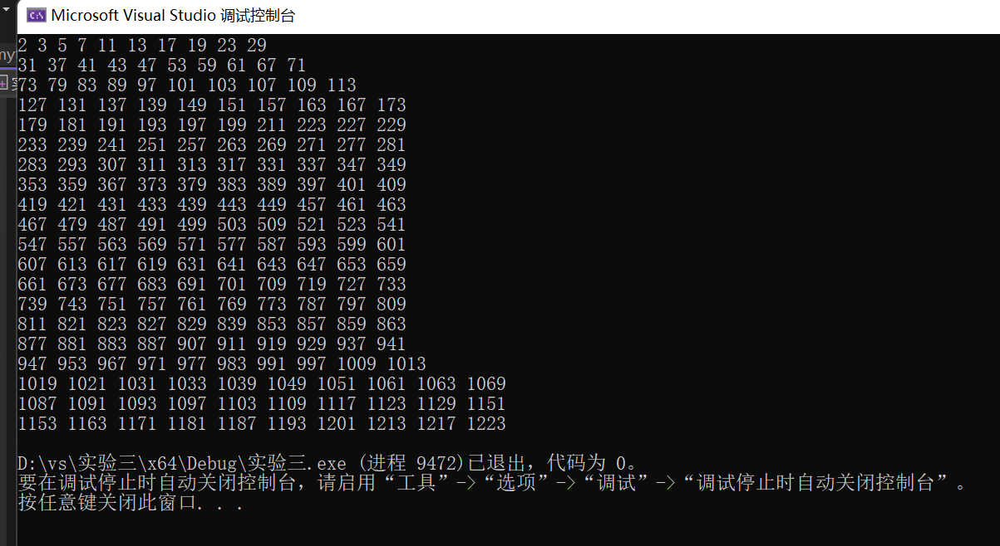 Microsoft Visual Studio 调试控制台
2 3 5 7 11 13 17 19 23 29
31 37 41 43 47 53 59 61 67 71
73 79 83 89 97 101 103 107 109 113
127 131 137 139 149 151 157 163 167 173
179 181 191 193 197 199 211 223 227 229
233 239 241 251 257 263 269 271 277 281
283 293 307 311 313 317 331 337 347 349
353 359 367 373 379 383 389 397 401 409
419 421 431 433 439 443 449 457 461 463
467 479 487 491 499 503 509 521 523 541
547 557 563 569 571 577 587 593 599 601
607 613 617 619 631 641 643 647 653 659
661 673 677 683 691 701 709 719 727 733
739 743 751 757 761 769 773 787 797 809
811 821 823 827 829 839 853 857 859 863
877 881 883 887 907 911 919 929 937 941
947 953 967 971 977 983 991 997 1009 1013
1019 1021 1031 1033 1039 1049 1051 1061 1063 1069
1087 1091 1093 1097 1103 1109 1117 1123 1129 1151
1153 1163 1171 1181 1187 1193 1201 1213 1217 1223
D:\vs\实验三\x64\Debug\实验三.exe (进程 9472)已退出，代码为 0。
要在调试停止时自动关闭控制台，请启用“工具”->“选项”->“调试”->“调试停止时自动关闭控制台”。
按任意键关闭此窗口. . .